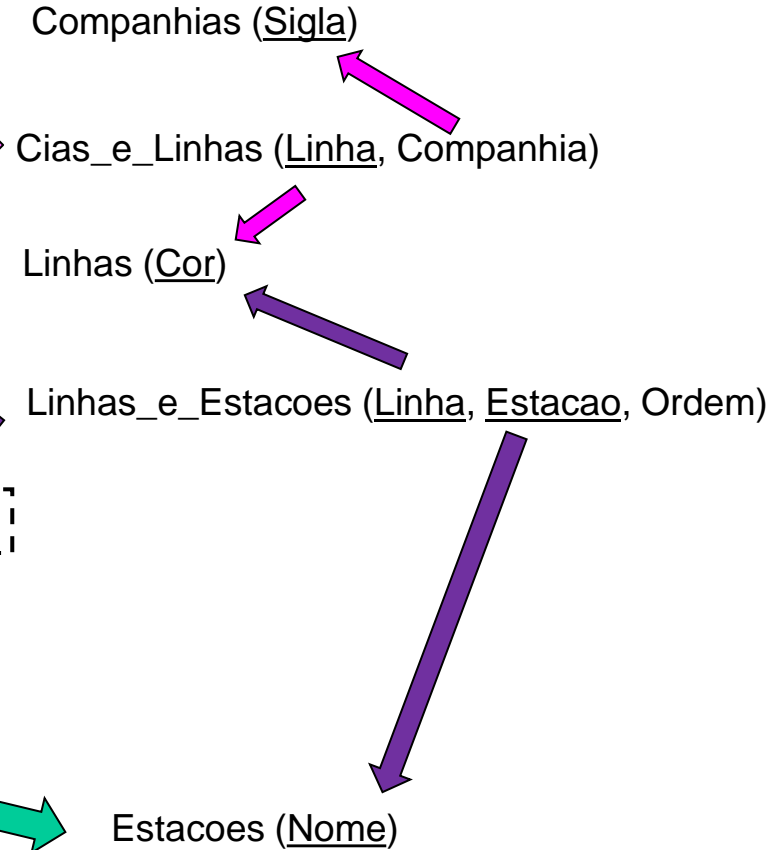 Companhias (Sigla)
Cias_e_Linhas (Linha, Companhia)
Linhas (Cor)
Linhas_e_Estacoes (Linha, Estacao, Ordem)
Estacoes (Nome)